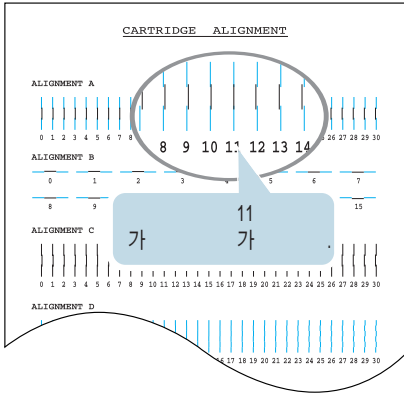 CARTRIDGE ALIGNMENT
ALIGNMENT A
8 9 10 11 12 13 14
0 1 2 3 4 5 6 7 8 26 27 28 29 30
ALIGNMENT B
0 1 2 3 4 5 6 7
8 9 15
11
가 가 .
ALIGNMENT C
0 1 2 3 4 5 6 7 8 9 10 11 12 13 14 15 16 17 18 19 20 21 22 23 24 25 26 27 28 29 30
ALIGNMENT D
16 17 18 19 20 21 22 23 24 25 26 27 28 29 30